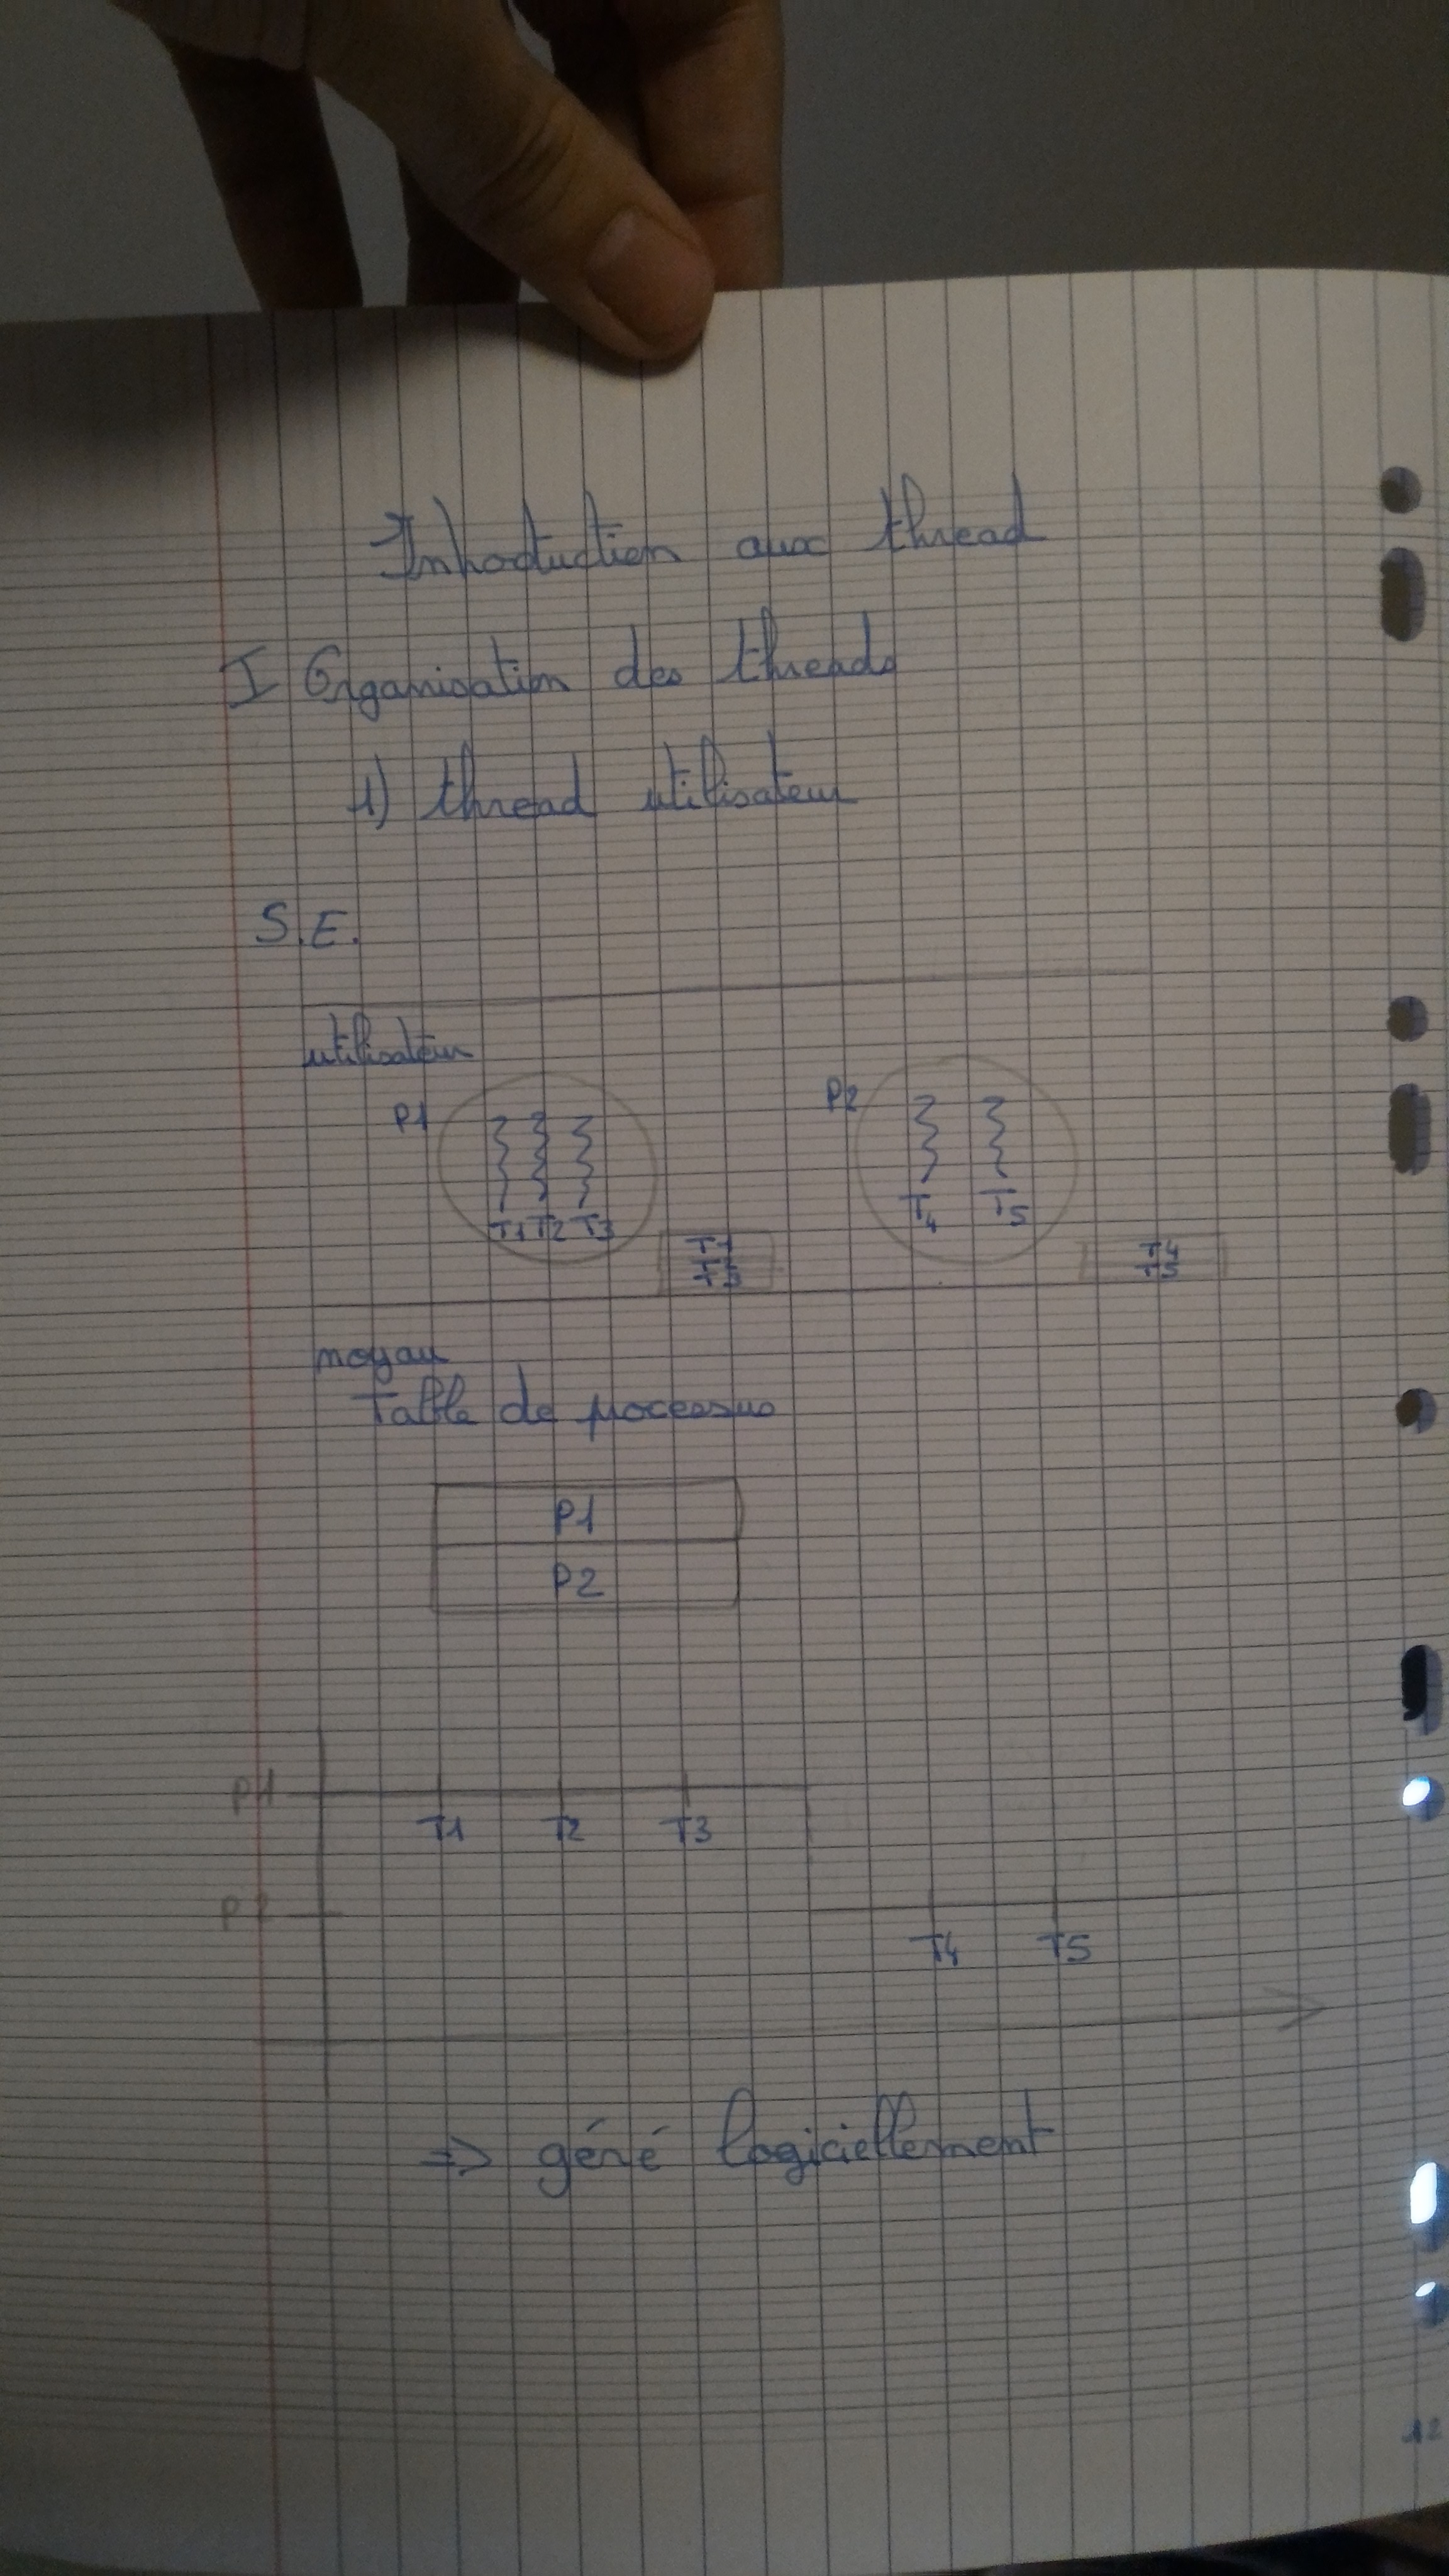 Introduction aux thread
I Organisation des threads
1) thread utilisateur
S.E.
utilisateur
P1
T1 T2 T3
T1
P2
T4 T5
T4
T5
noyau
Table de processus
P1
P2
P1
T1 T2 T3
P2
T4 T5
=> géré logiciellement
12